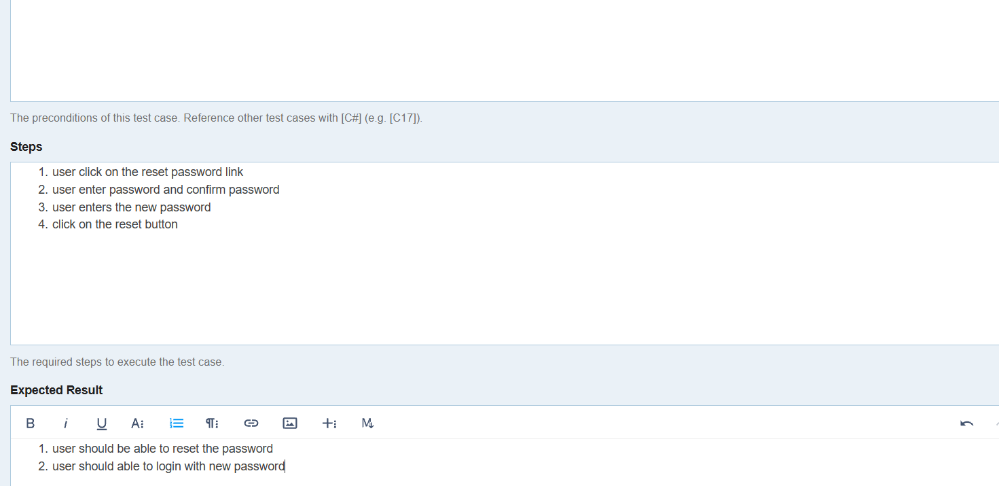 The preconditions of this test case. Reference other test cases with [C#] (e.g. [C17]).
Steps
1. user click on the reset password link
2. user enter password and confirm password
3. user enters the new password
4. click on the reset button
The required steps to execute the test case.
Expected Result
B i U A
1. user should be able to reset the password
2. user should able to login with new password